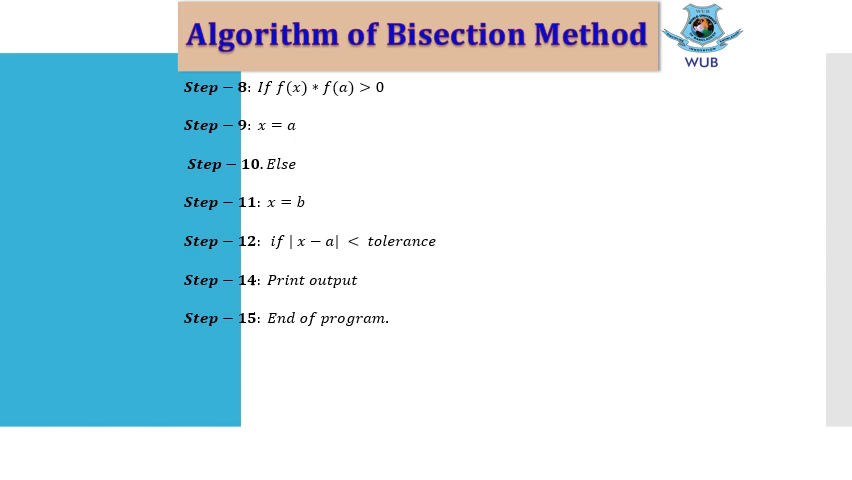 Algorithm of Bisection Method
WUB
WUB
Step − 8: If f(x) ∗ f(a) > 0
Step − 9: x = a
Step − 10. Else
Step − 11: x = b
Step − 12: if | x − a| < tolerance
Step − 14: Print output
Step − 15: End of program.